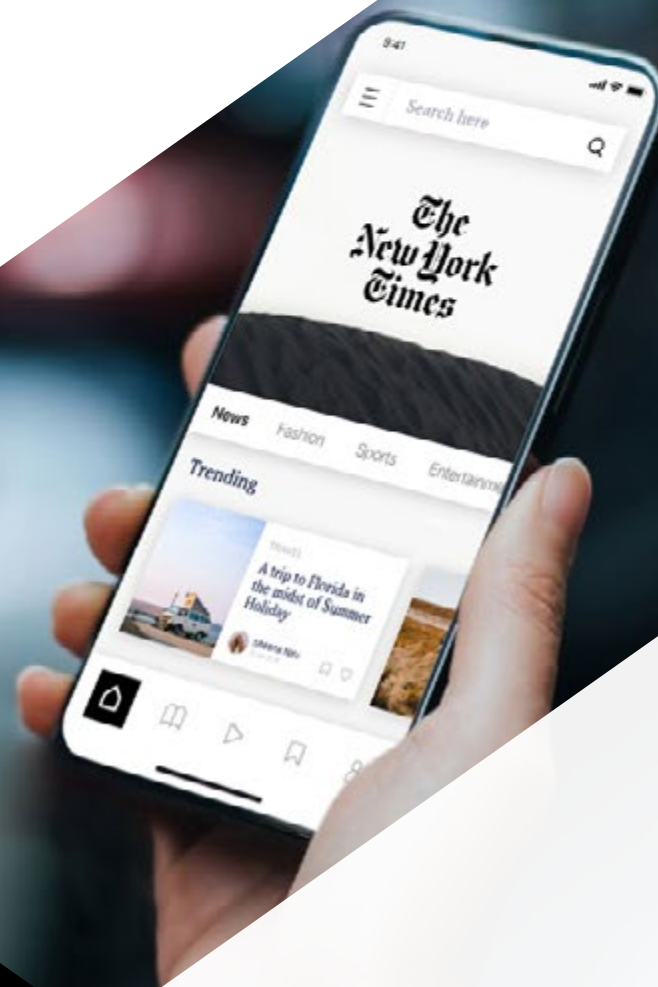 9:41
Search here
The
New York
Times
News Fashion Sports Entertainme
Trending
TRAVEL
A trip to Florida in
the midst of Summer
Holiday